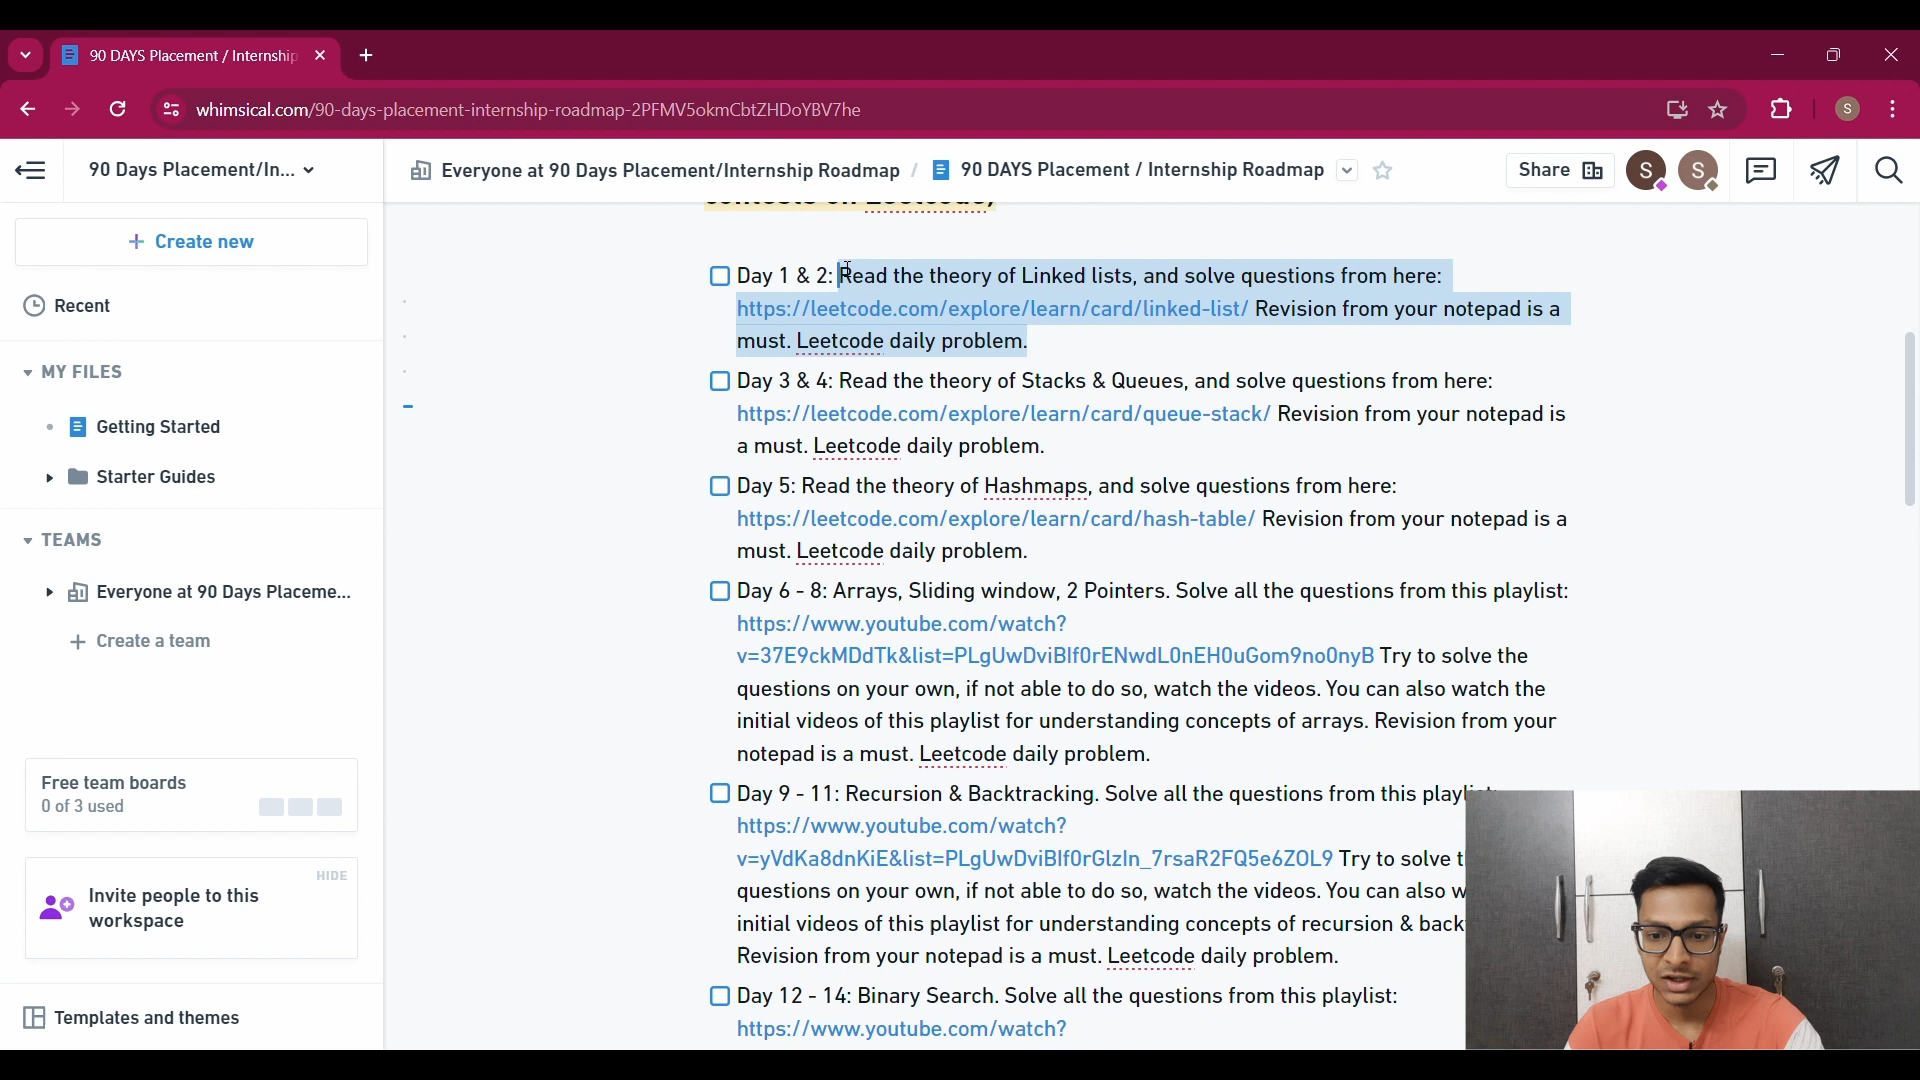 90 DAYS Placement / Internship
whimsical.com/90-days-placement-internship-roadmap-2PFMV5okmCbtZHDoYBV7he
S
90 Days Placement/In...
Everyone at 90 Days Placement/Internship Roadmap / 90 DAYS Placement / Internship Roadmap
Share
S
S
Create new
Recent
MY FILES
Getting Started
Starter Guides
TEAMS
Everyone at 90 Days Placeme...
Create a team
Free team boards
0 of 3 used
HIDE
Invite people to this
workspace
Templates and themes
contests on Leetcode)
Day 1 & 2: Read the theory of Linked lists, and solve questions from here:
https://leetcode.com/explore/learn/card/linked-list/ Revision from your notepad is a
must. Leetcode daily problem.
Day 3 & 4: Read the theory of Stacks & Queues, and solve questions from here:
https://leetcode.com/explore/learn/card/queue-stack/ Revision from your notepad is
a must. Leetcode daily problem.
Day 5: Read the theory of Hashmaps, and solve questions from here:
https://leetcode.com/explore/learn/card/hash-table/ Revision from your notepad is a
must. Leetcode daily problem.
Day 6 - 8: Arrays, Sliding window, 2 Pointers. Solve all the questions from this playlist:
https://www.youtube.com/watch?
v=37E9ckMDdTk&list=PLgUwDviBIf0rENwdL0nEH0uGom9no0nyB Try to solve the
questions on your own, if not able to do so, watch the videos. You can also watch the
initial videos of this playlist for understanding concepts of arrays. Revision from your
notepad is a must. Leetcode daily problem.
Day 9 - 11: Recursion & Backtracking. Solve all the questions from this playlist:
https://www.youtube.com/watch?
v=yVdKa8dnKiE&list=PLgUwDviBIf0rGlzIn_7rsaR2FQ5e6ZOL9 Try to solve
questions on your own, if not able to do so, watch the videos. You can also
initial videos of this playlist for understanding concepts of recursion &
Revision from your notepad is a must. Leetcode daily problem.
Day 12 - 14: Binary Search. Solve all the questions from this playlist:
https://www.youtube.com/watch?